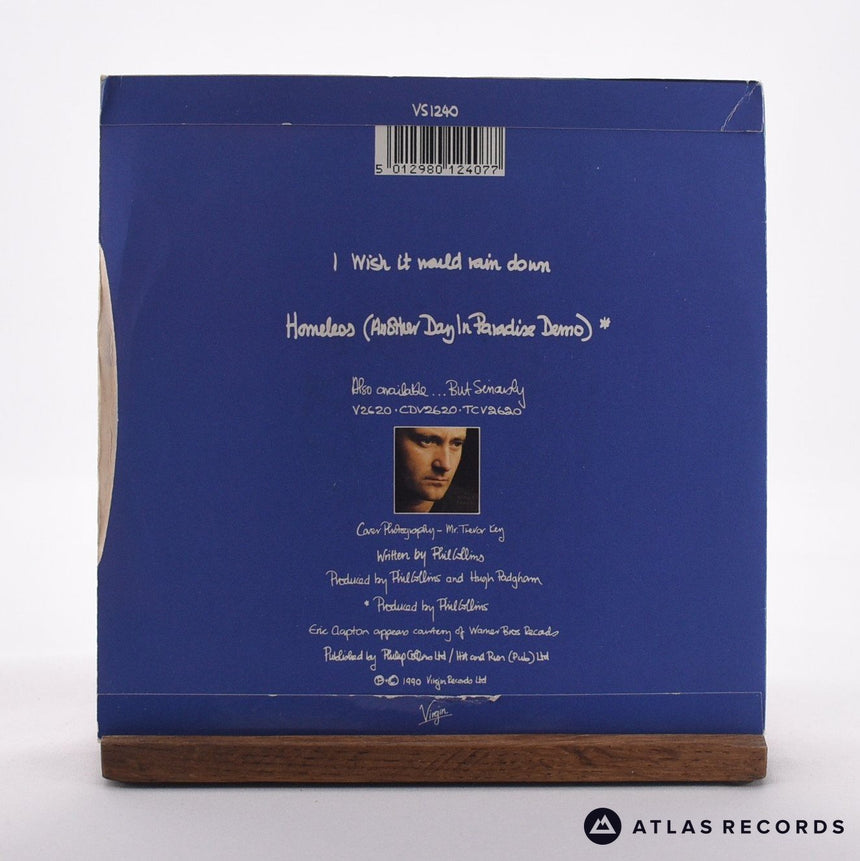 VS1240
5 012980 124077
I Wish it would rain down
Homeless (Another Day In Paradise Demo) *
Also available ... But Seriously
V2620 · CDV2620 · TCV2620
Cover Photography - Mr. Trevor Key
Written by Phil Collins
Produced by Phil Collins and Hugh Padgham
* Produced by Phil Collins
Eric Clapton appears courtesy of Warner Bros Records
Published by Philip Collins Ltd / Hit and Run (Pub) Ltd
℗ © 1990 Virgin Records Ltd
Virgin
ATLAS RECORDS